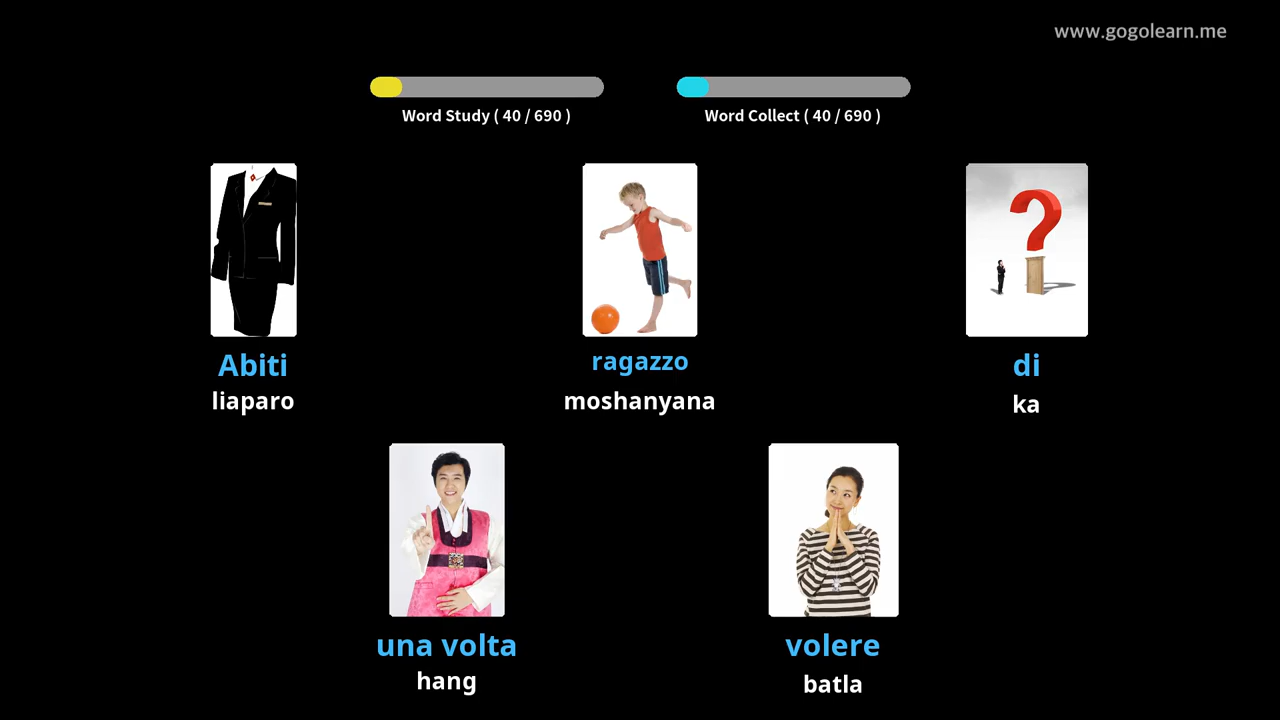 www.gogolearn.me
Word Study ( 40 / 690 )
Word Collect ( 40 / 690 )
Abiti
liaparo
ragazzo
moshanyana
di
ka
una volta
hang
volere
batla